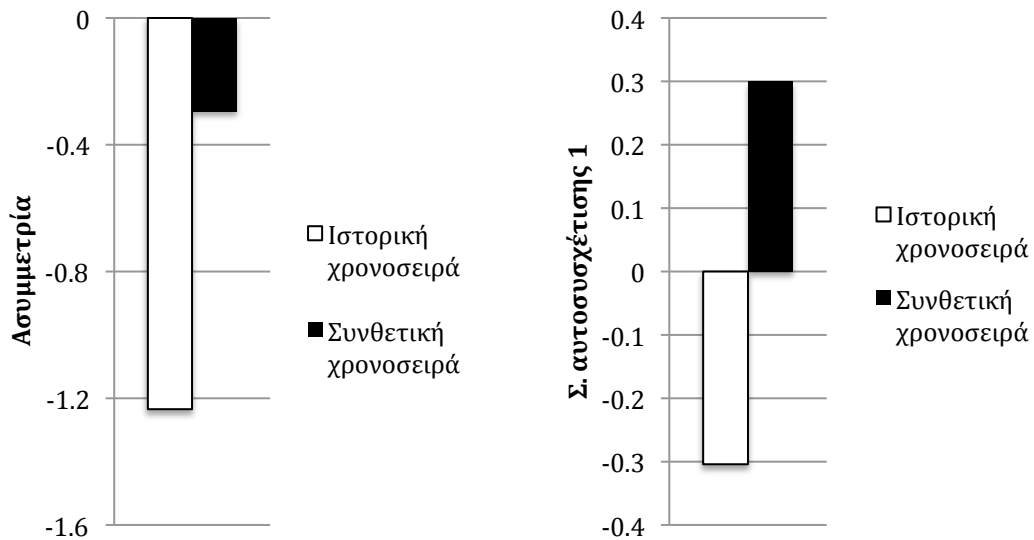 0
-0.4
-0.8
-1.2
-1.6
Ασυμμετρία
Ιστορική
χρονοσειρά
Συνθετική
χρονοσειρά
0.4
0.3
0.2
0.1
0
-0.1
-0.2
-0.3
-0.4
Σ. αυτοσυσχέτισης 1
Ιστορική
χρονοσειρά
Συνθετική
χρονοσειρά